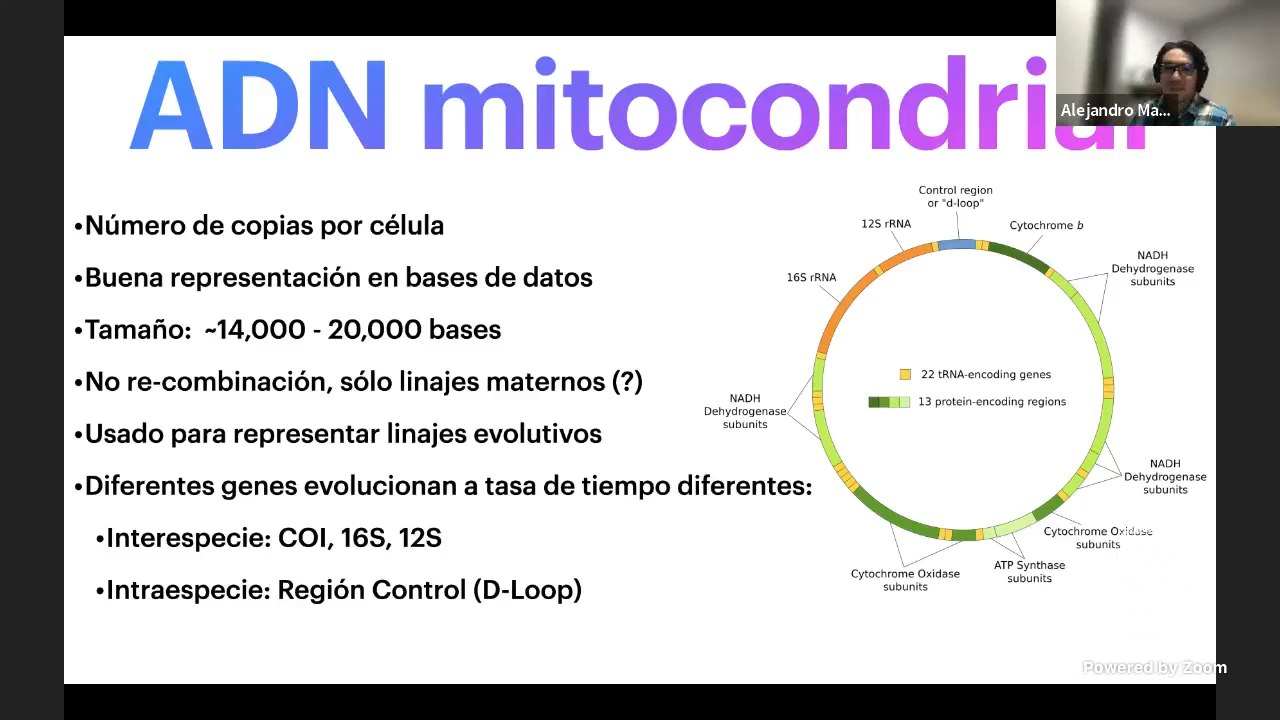 ADN mitocondrial
Alejandro Ma...
•Número de copias por célula
•Buena representación en bases de datos
•Tamaño: ~14,000 - 20,000 bases
•No re-combinación, sólo linajes maternos (?)
•Usado para representar linajes evolutivos
•Diferentes genes evolucionan a tasa de tiempo diferentes:
•Interespecie: COI, 16S, 12S
•Intraespecie: Región Control (D-Loop)
Control region
or "d-loop"
12S rRNA
Cytochrome b
16S rRNA
NADH
Dehydrogenase
subunits
22 tRNA-encoding genes
13 protein-encoding regions
NADH
Dehydrogenase
subunits
NADH
Dehydrogenase
subunits
Cytochrome Oxidase
subunits
ATP Synthase
subunits
Cytochrome Oxidase
subunits
Powered by Zoom